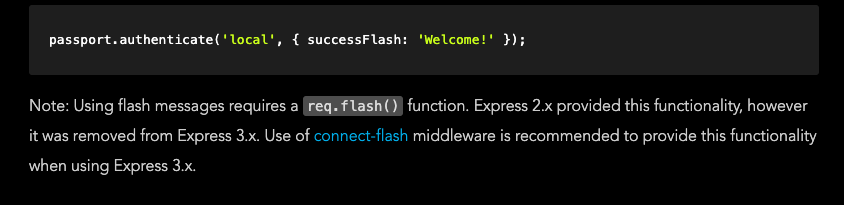 passport.authenticate('local', { successFlash: 'Welcome!' });
Note: Using flash messages requires a req.flash() function. Express 2.x provided this functionality, however
it was removed from Express 3.x. Use of connect-flash middleware is recommended to provide this functionality
when using Express 3.x.